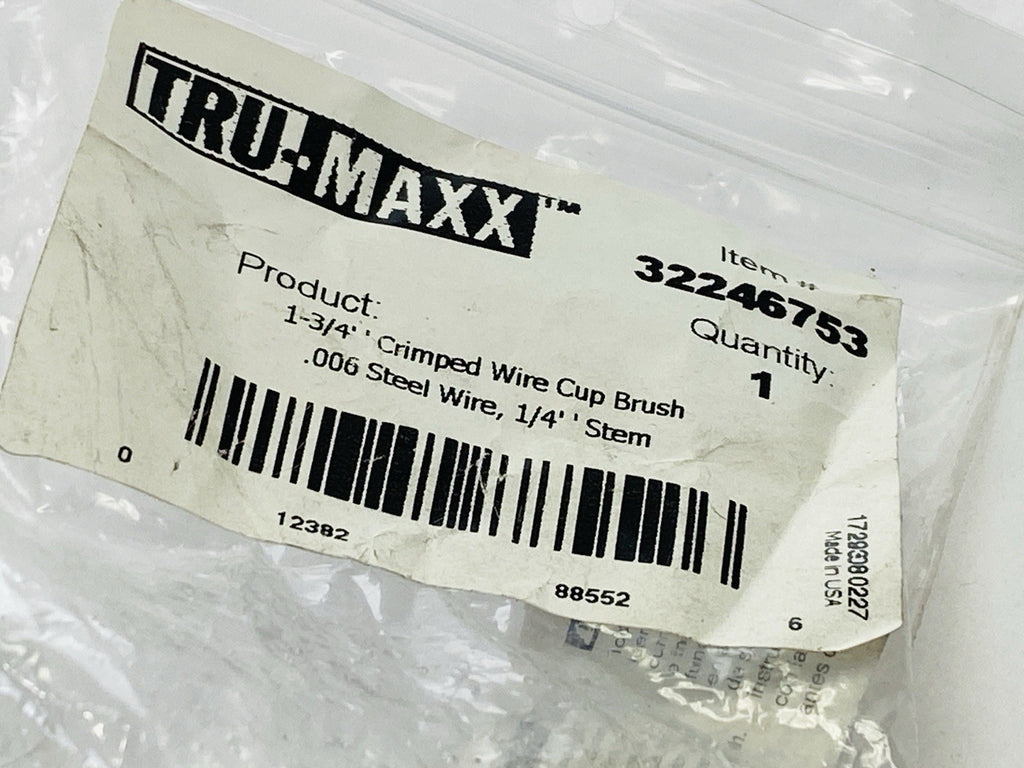 TRU-MAXX™
Item #
32246753
Product:
1-3/4'' Crimped Wire Cup Brush
.006 Steel Wire, 1/4'' Stem
Quantity:
1
0 12382 88552 6
Made in USA